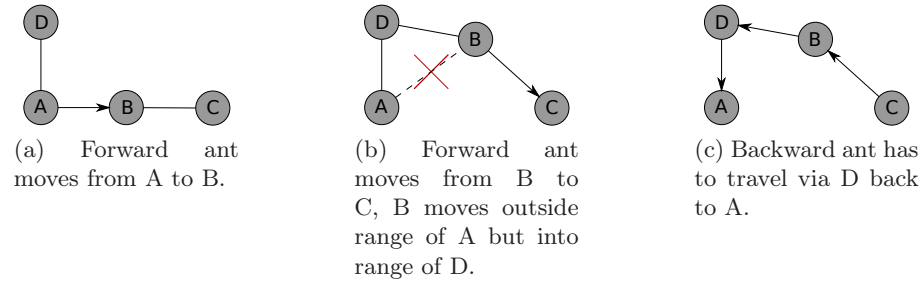 D
A
B
C
(a) Forward ant
moves from A to B.
D
B
A
C
(b) Forward ant
moves from B to
C, B moves outside
range of A but into
range of D.
D
B
A
C
(c) Backward ant has
to travel via D back
to A.